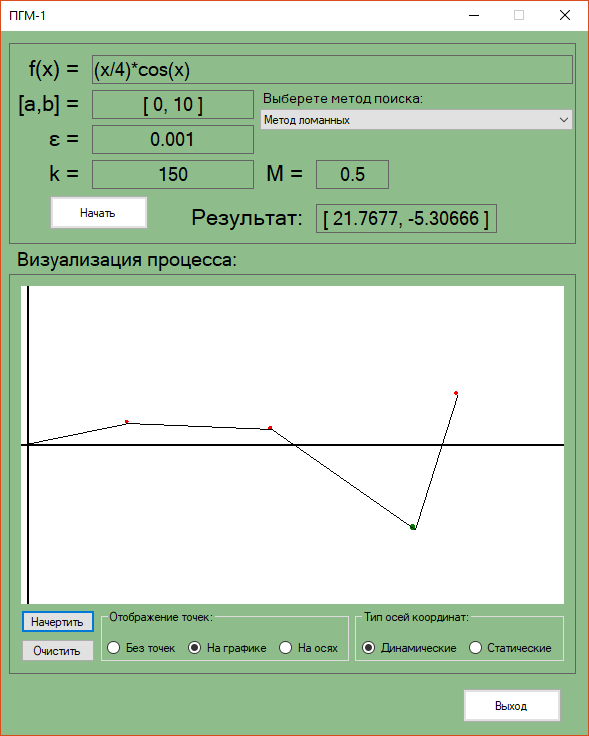 ПГМ-1
f(x) = (x/4)*cos(x)
[a,b] = [ 0, 10 ] Выберете метод поиска:
Метод ломанных
ε = 0.001
k = 150 M = 0.5
Начать Результат: [ 21.7677, -5.30666 ]
Визуализация процесса:
Начертить Отображение точек: Тип осей координат:
Очистить Без точек На графике На осях Динамические Статические
Выход